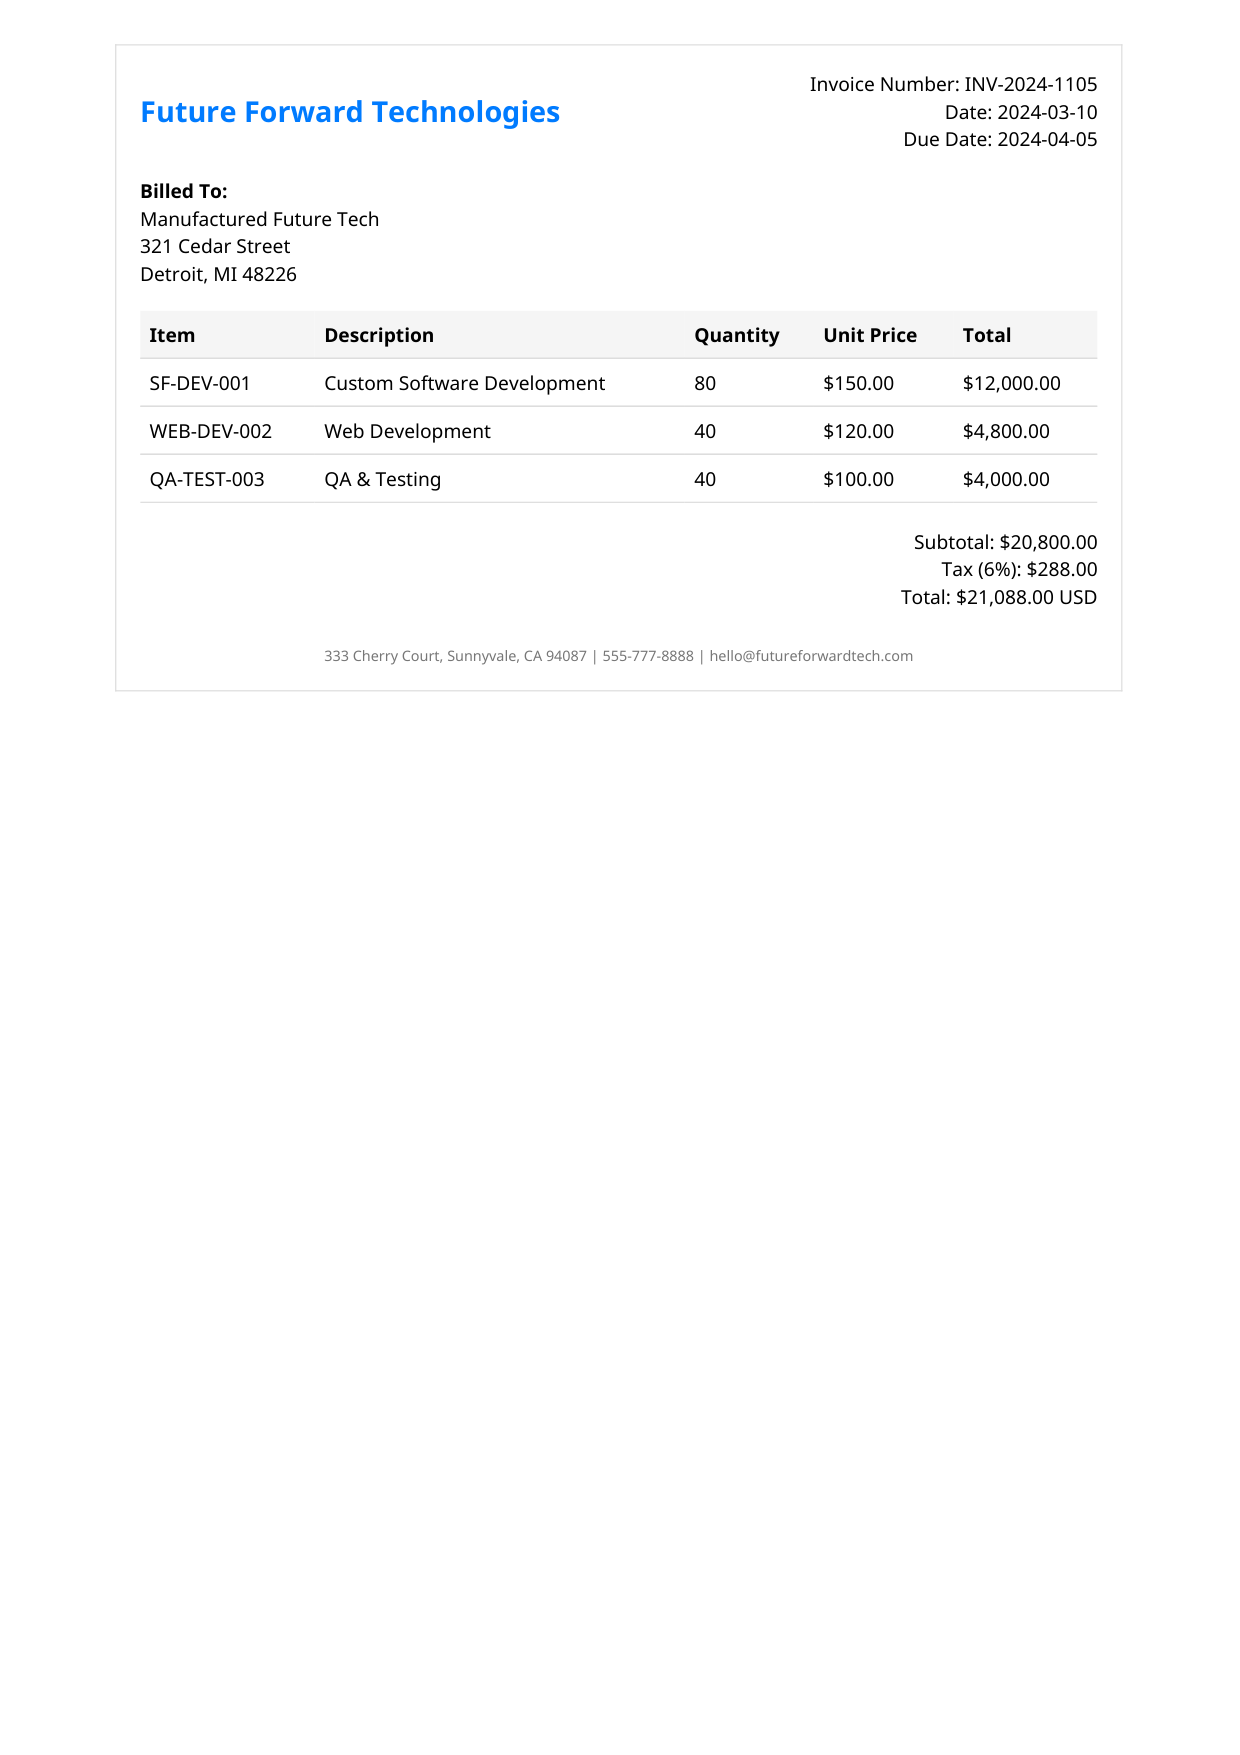 Future Forward Technologies
Invoice Number: INV-2024-1105
Date: 2024-03-10
Due Date: 2024-04-05
Billed To:
Manufactured Future Tech
321 Cedar Street
Detroit, MI 48226
Item Description Quantity Unit Price Total
SF-DEV-001 Custom Software Development 80 $150.00 $12,000.00
WEB-DEV-002 Web Development 40 $120.00 $4,800.00
QA-TEST-003 QA & Testing 40 $100.00 $4,000.00
Subtotal: $20,800.00
Tax (6%): $288.00
Total: $21,088.00 USD
333 Cherry Court, Sunnyvale, CA 94087 | 555-777-8888 | hello@futureforwardtech.com